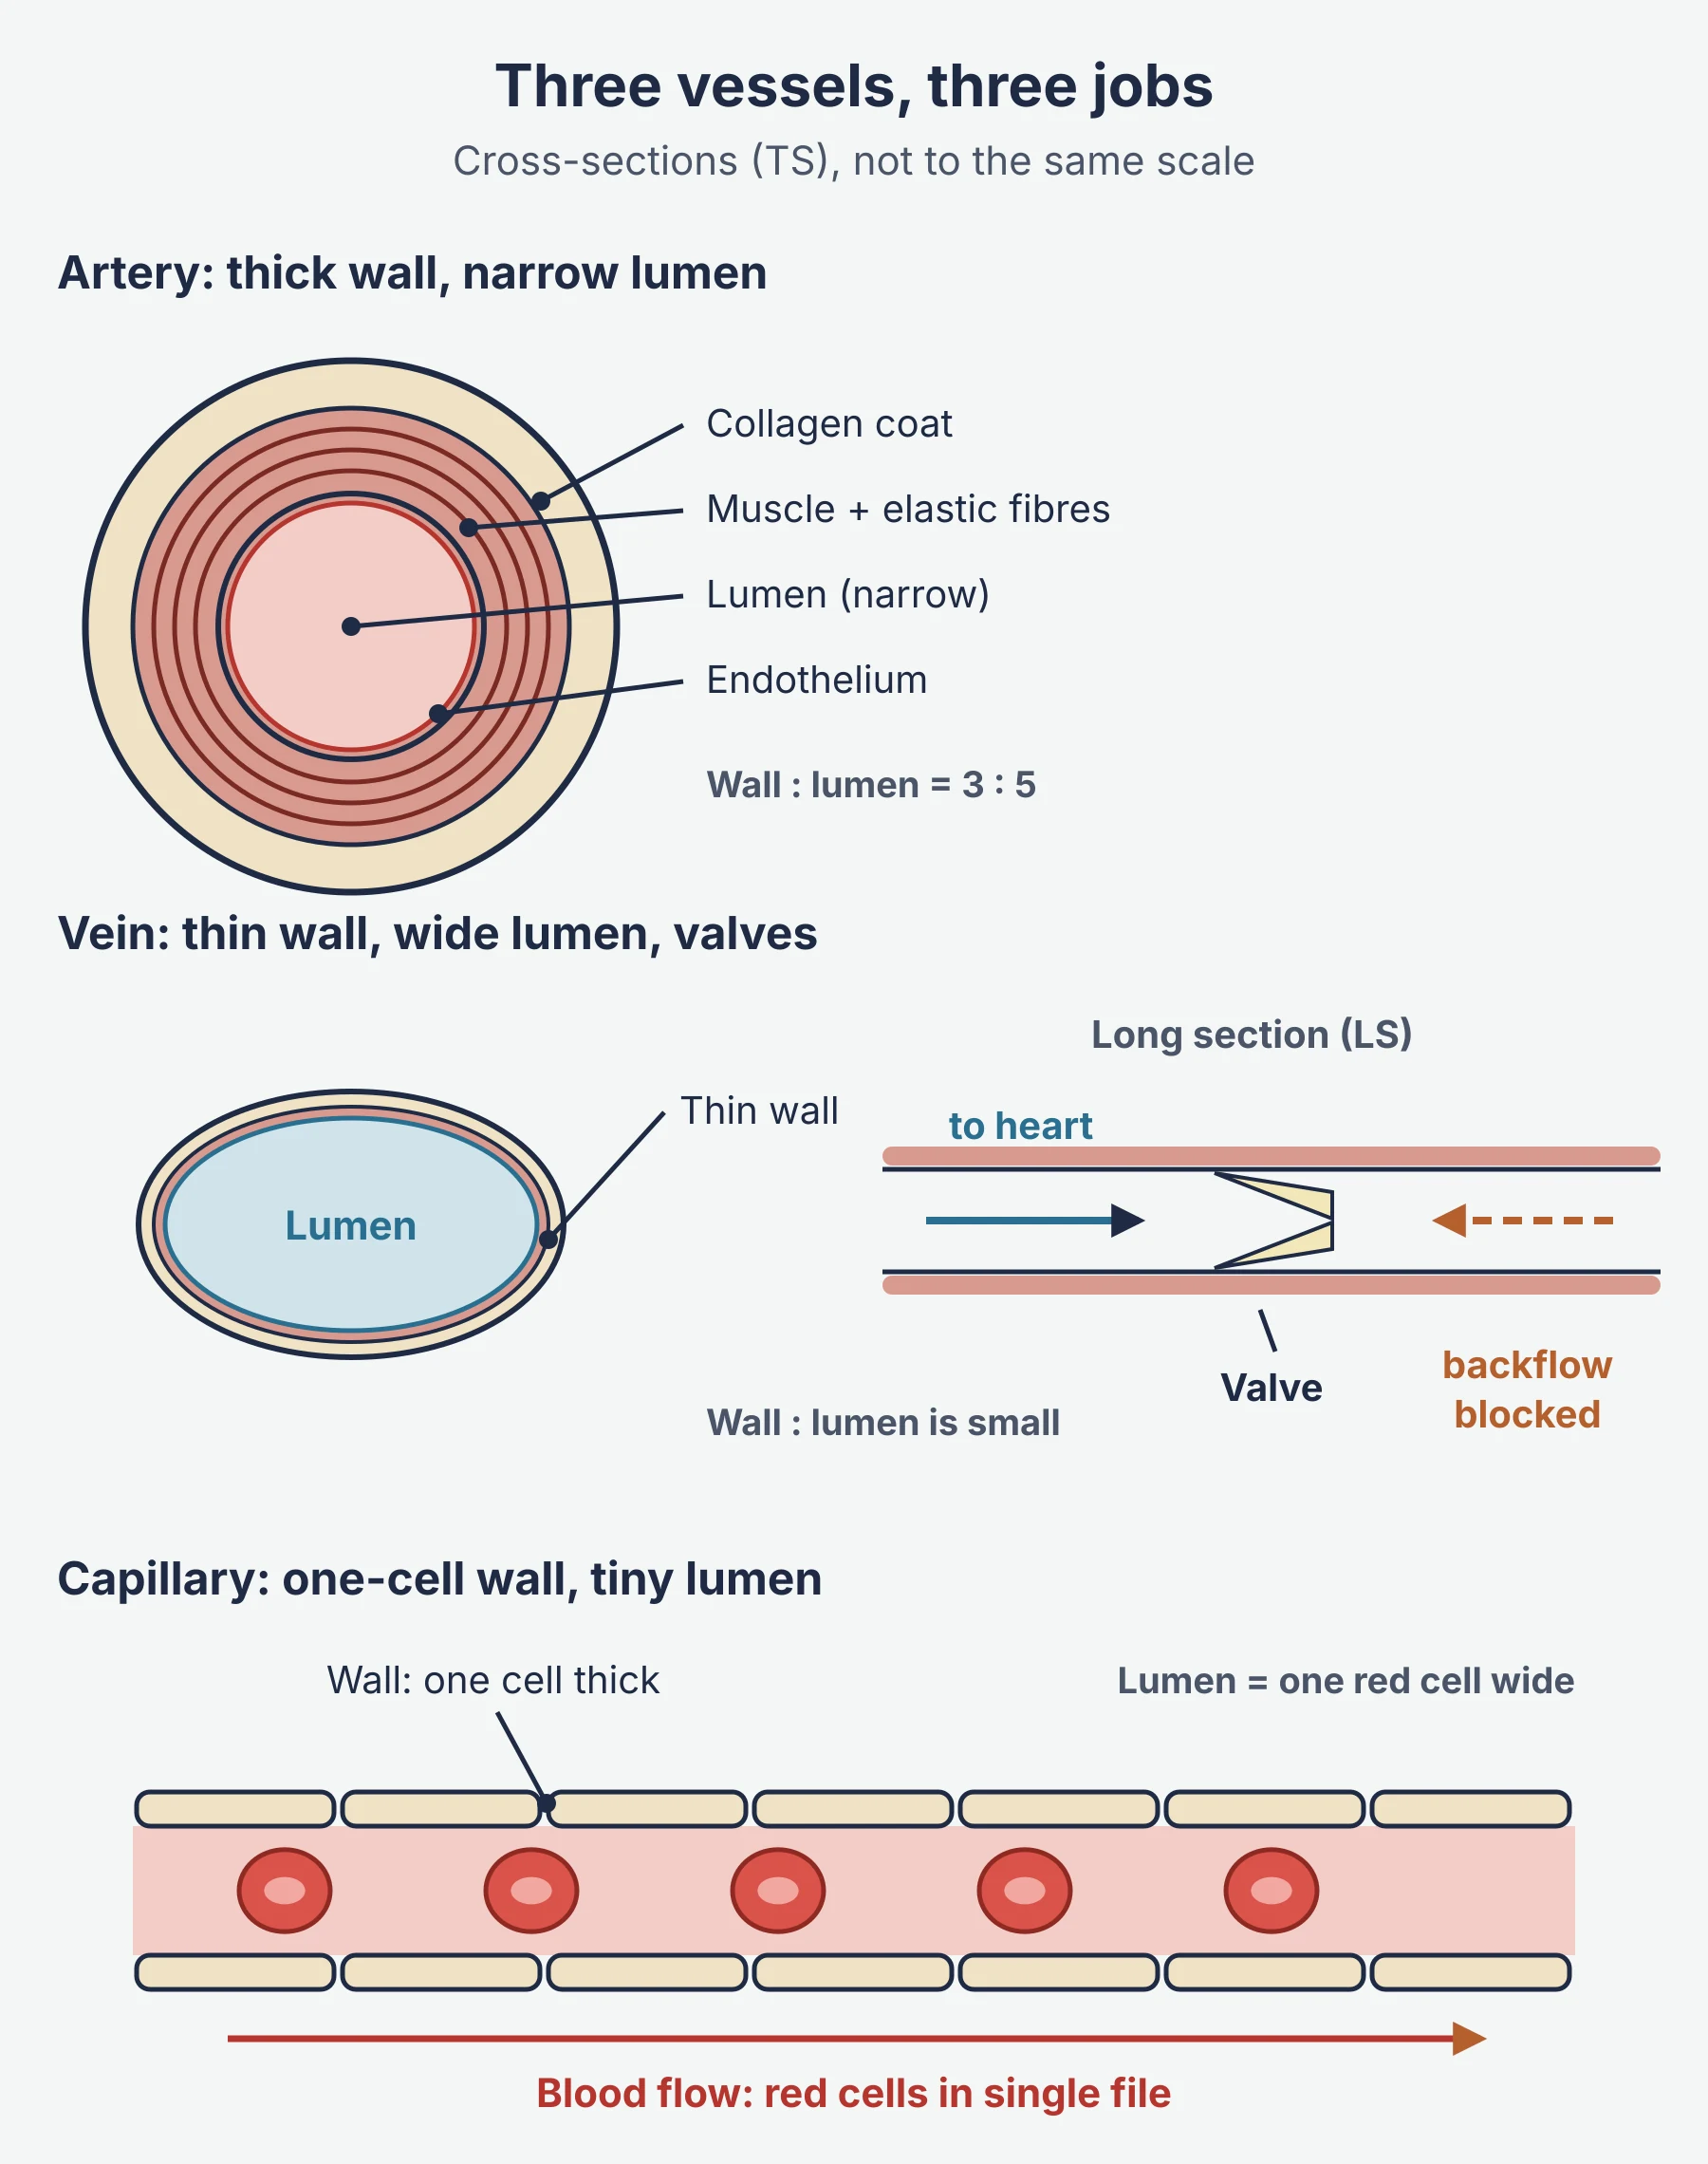 Three vessels, three jobs
Cross-sections (TS), not to the same scale
Artery: thick wall, narrow lumen
Collagen coat
Muscle + elastic fibres
Lumen (narrow)
Endothelium
Wall : lumen = 3 : 5
Vein: thin wall, wide lumen, valves
Long section (LS)
Thin wall
to heart
Lumen
Valve
backflow
blocked
Wall : lumen is small
Capillary: one-cell wall, tiny lumen
Wall: one cell thick
Lumen = one red cell wide
Blood flow: red cells in single file